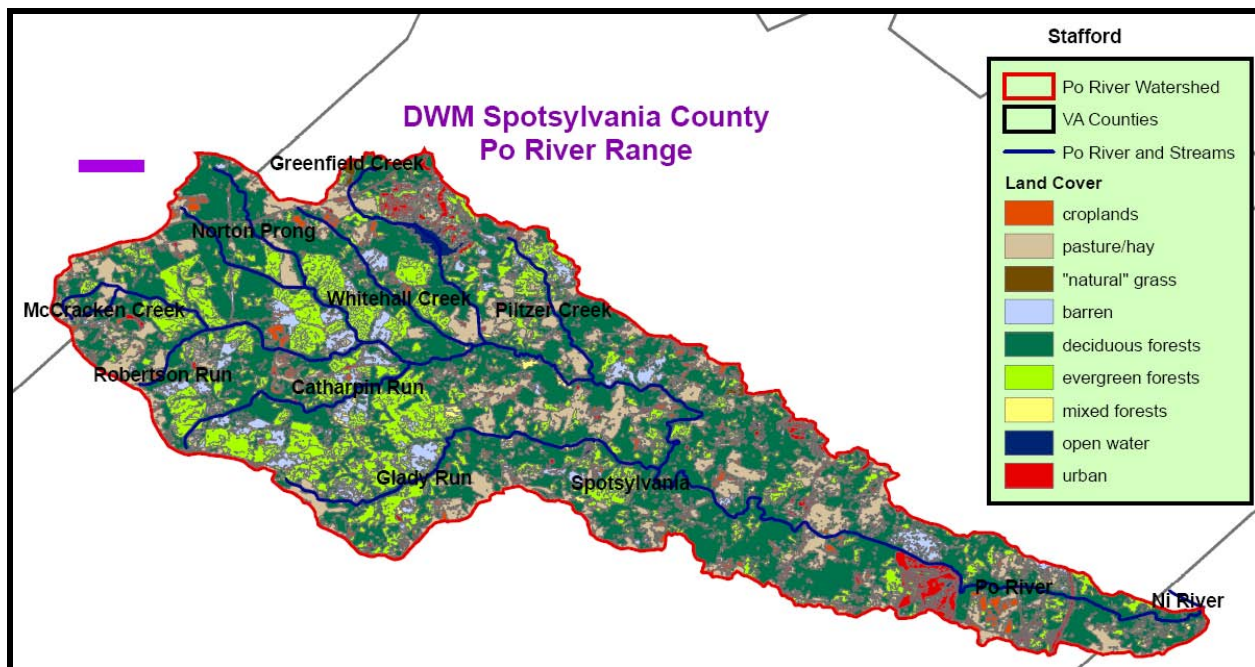 Stafford
DWM Spotsylvania County
Po River Range
Po River Watershed
VA Counties
Po River and Streams
Land Cover
croplands
pasture/hay
"natural" grass
barren
deciduous forests
evergreen forests
mixed forests
open water
urban
Greenfield Creek
Norton Prong
McCracken Creek
Whitehall Creek
Piltzer Creek
Robertson Run
Catharpin Run
Glady Run
Spotsylvania
Po River
Ni River